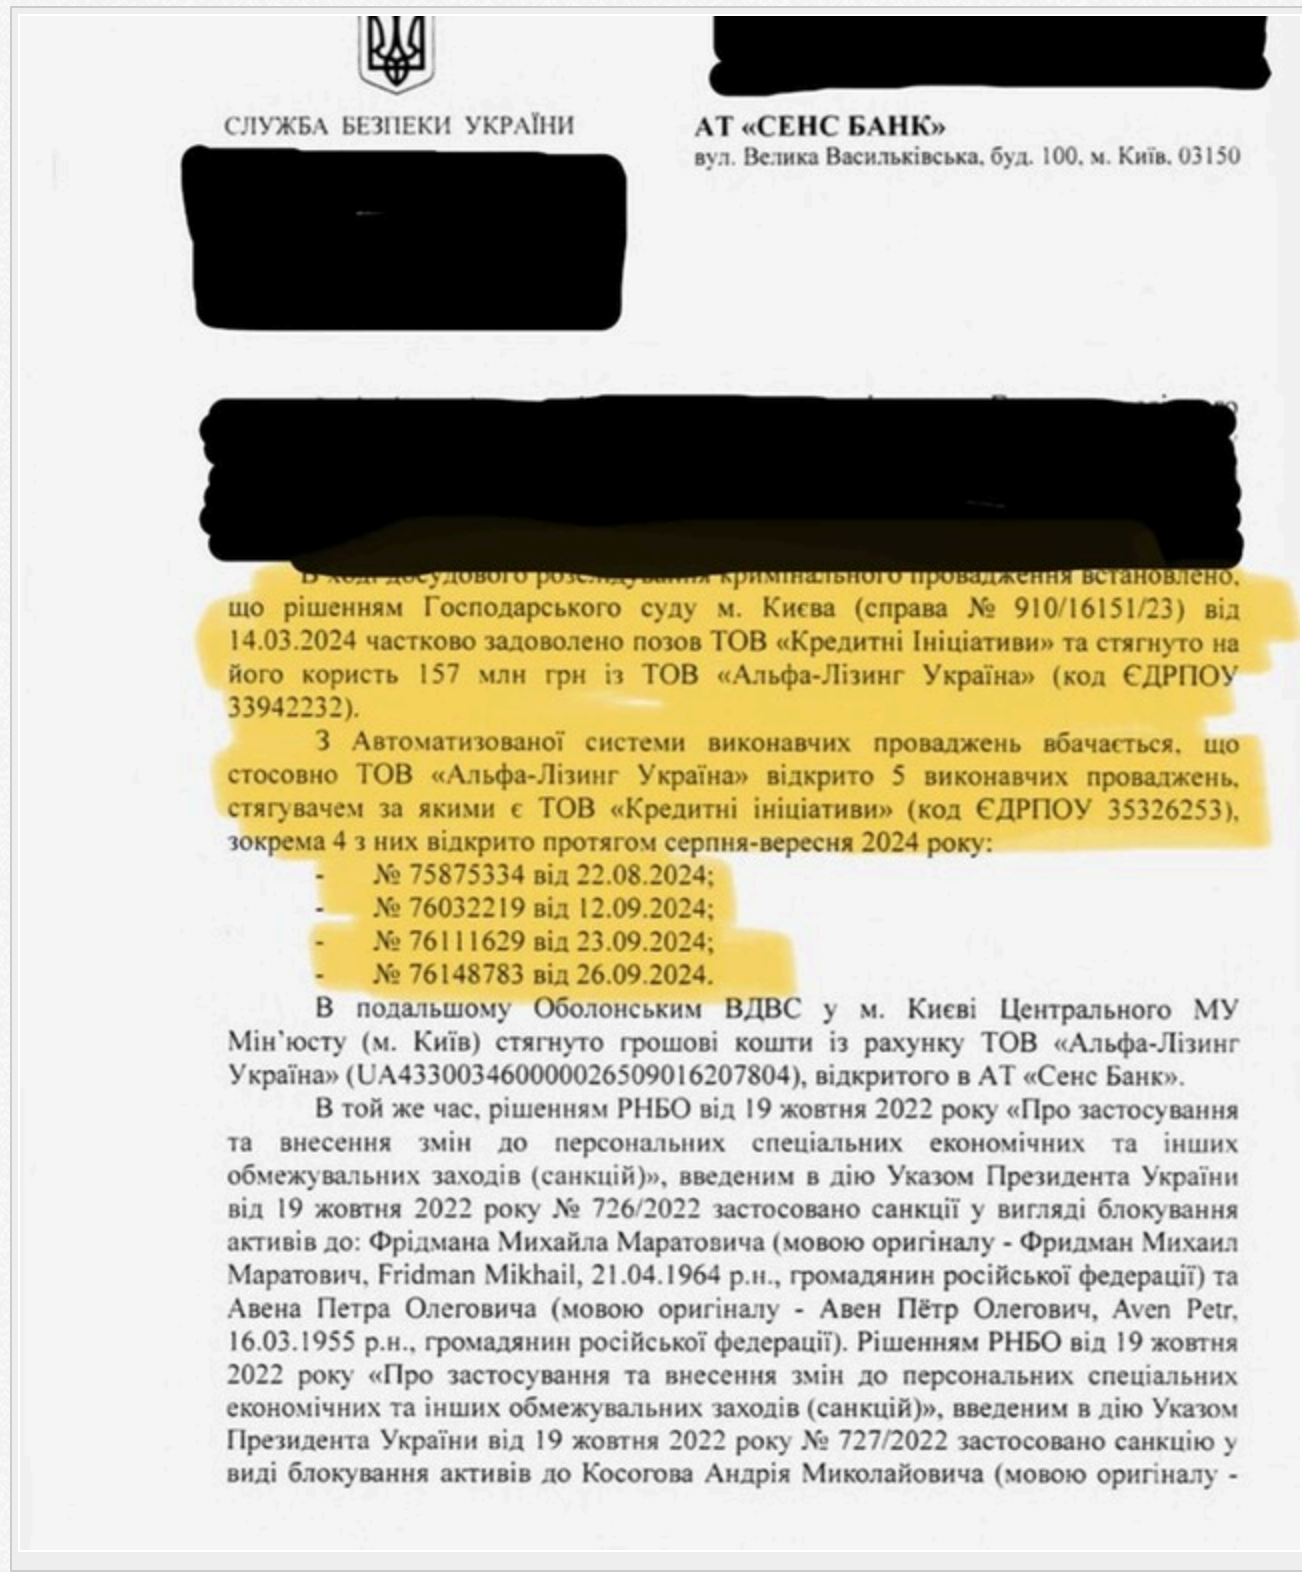 СЛУЖБА БЕЗПЕКИ УКРАЇНИ
АТ «СЕНС БАНК»
вул. Велика Васильківська, буд. 100, м. Київ, 03150
В ході досудового розслідування кримінального провадження встановлено,
що рішенням Господарського суду м. Києва (справа № 910/16151/23) від
14.03.2024 частково задоволено позов ТОВ «Кредитні Ініціативи» та стягнуто на
його користь 157 млн грн із ТОВ «Альфа-Лізинг Україна» (код ЄДРПОУ
33942232).
З Автоматизованої системи виконавчих проваджень вбачається, що
стосовно ТОВ «Альфа-Лізинг Україна» відкрито 5 виконавчих проваджень,
стягувачем за якими є ТОВ «Кредитні ініціативи» (код ЄДРПОУ 35326253),
зокрема 4 з них відкрито протягом серпня-вересня 2024 року:
- № 75875334 від 22.08.2024;
- № 76032219 від 12.09.2024;
- № 76111629 від 23.09.2024;
- № 76148783 від 26.09.2024.
В подальшому Оболонським ВДВС у м. Києві Центрального МУ
Мін’юсту (м. Київ) стягнуто грошові кошти із рахунку ТОВ «Альфа-Лізинг
Україна» (UA433003460000026509016207804), відкритого в АТ «Сенс Банк».
В той же час, рішенням РНБО від 19 жовтня 2022 року «Про застосування
та внесення змін до персональних спеціальних економічних та інших
обмежувальних заходів (санкцій)», введеним в дію Указом Президента України
від 19 жовтня 2022 року № 726/2022 застосовано санкції у вигляді блокування
активів до: Фрідмана Михайла Маратовича (мовою оригіналу - Фридман Михаил
Маратович, Fridman Mikhail, 21.04.1964 р.н., громадянин російської федерації) та
Авена Петра Олеговича (мовою оригіналу - Авен Пётр Олегович, Aven Petr,
16.03.1955 р.н., громадянин російської федерації). Рішенням РНБО від 19 жовтня
2022 року «Про застосування та внесення змін до персональних спеціальних
економічних та інших обмежувальних заходів (санкцій)», введеним в дію Указом
Президента України від 19 жовтня 2022 року № 727/2022 застосовано санкцію у
виді блокування активів до Косогова Андрія Миколайовича (мовою оригіналу -